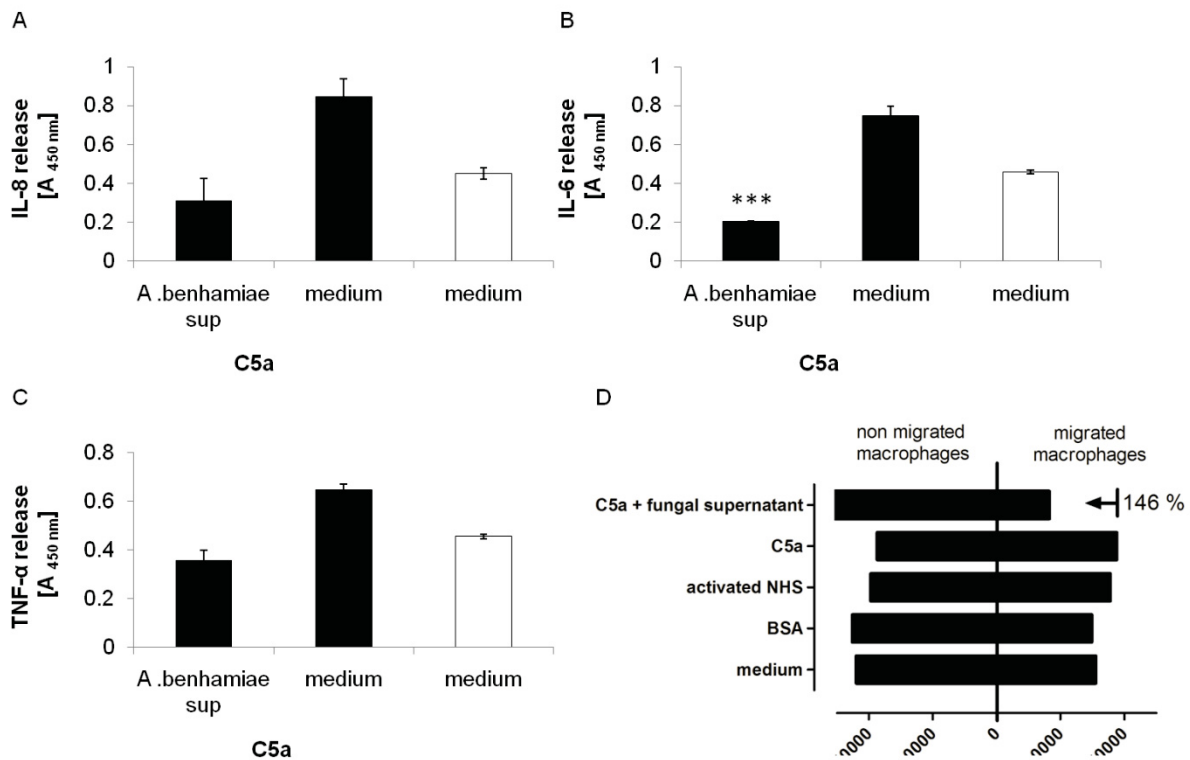 A
IL-8 release
[A 450 nm]
1
0.8
0.6
0.4
0.2
0
A .benhamiae
sup
medium
medium
C5a
B
IL-6 release
[A 450 nm]
1
0.8
0.6
0.4
0.2
0
***
A .benhamiae
sup
medium
medium
C5a
C
TNF-α release
[A 450 nm]
0.8
0.6
0.4
0.2
0
A .benhamiae
sup
medium
medium
C5a
D
non migrated
macrophages
migrated
macrophages
C5a + fungal supernatant
146 %
C5a
activated NHS
BSA
medium
0